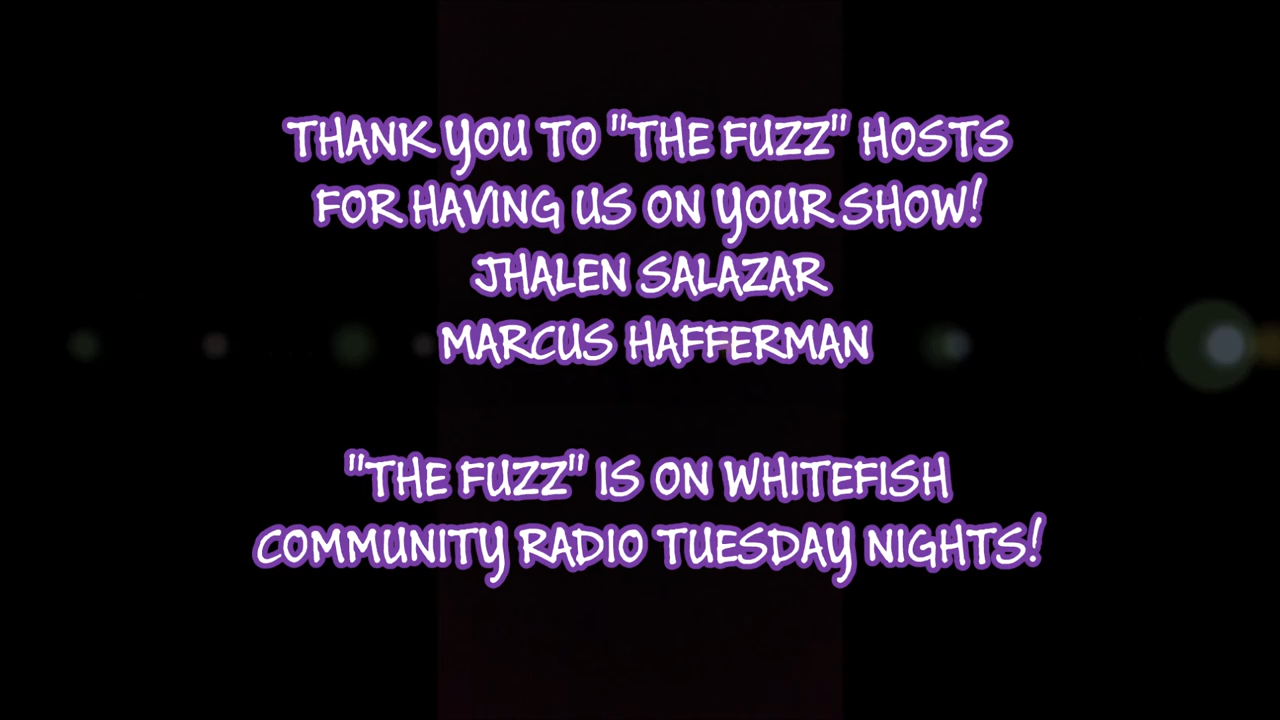 THANK YOU TO "THE FUZZ" HOSTS
FOR HAVING US ON YOUR SHOW!
JHALEN SALAZAR
MARCUS HAFFERMAN
"THE FUZZ" IS ON WHITEFISH
COMMUNITY RADIO TUESDAY NIGHTS!